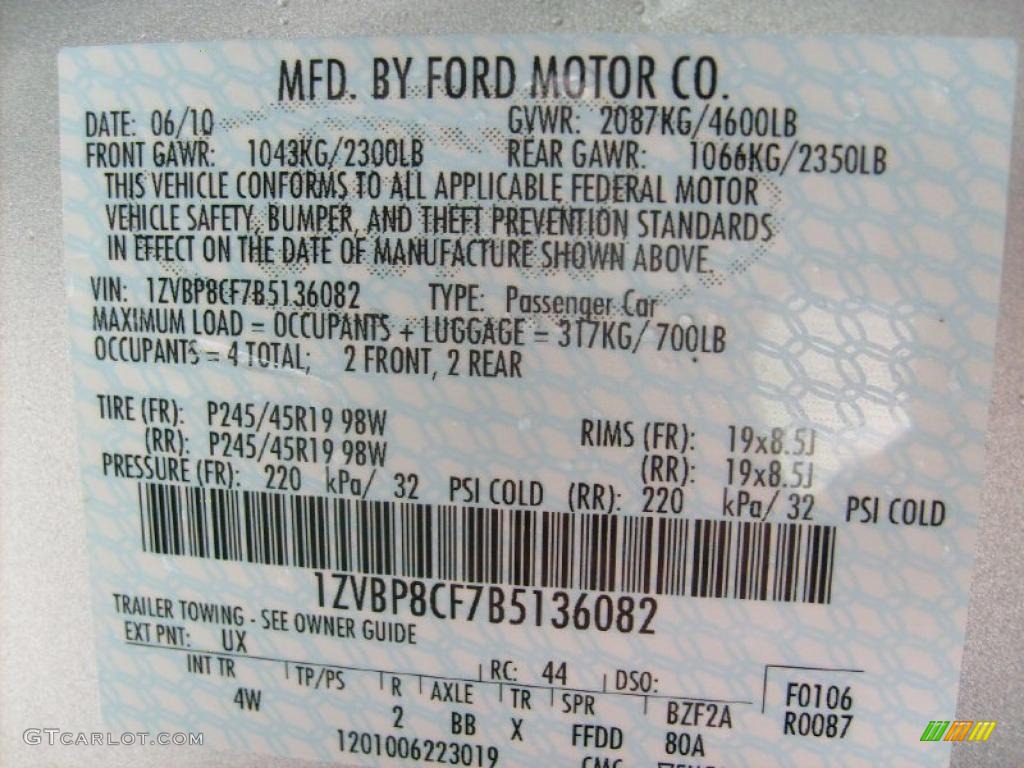 MFD. BY FORD MOTOR CO.
DATE: 06/10 GVWR: 2087KG/4600LB
FRONT GAWR: 1043KG/2300LB REAR GAWR: 1066KG/2350LB
THIS VEHICLE CONFORMS TO ALL APPLICABLE FEDERAL MOTOR
VEHICLE SAFETY, BUMPER, AND THEFT PREVENTION STANDARDS
IN EFFECT ON THE DATE OF MANUFACTURE SHOWN ABOVE.
VIN: 1ZVBP8CF7B5136082 TYPE: Passenger Car
MAXIMUM LOAD = OCCUPANTS + LUGGAGE = 317KG/ 700LB
OCCUPANTS = 4 TOTAL; 2 FRONT, 2 REAR
TIRE (FR): P245/45R19 98W RIMS (FR): 19x8.5J
(RR): P245/45R19 98W (RR): 19x8.5J
PRESSURE (FR): 220 kPa/ 32 PSI COLD (RR): 220 kPa/ 32 PSI COLD
1ZVBP8CF7B5136082
TRAILER TOWING - SEE OWNER GUIDE
EXT PNT: UX RC: 44 DSO:
INT TR TP/PS R AXLE TR SPR BZF2A F0106
4W 2 BB X FFDD 80A R0087
1201006223019
GTCARLOT.COM